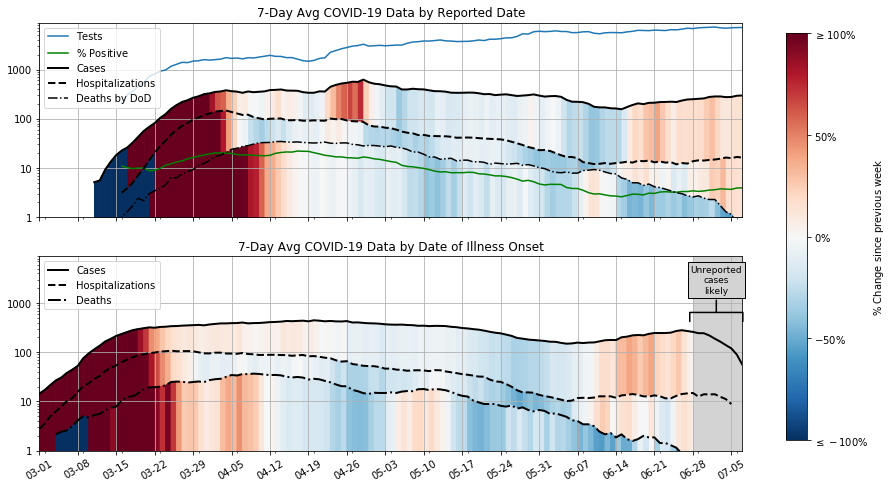 7-Day Avg COVID-19 Data by Reported Date
Tests
% Positive
Cases
Hospitalizations
Deaths by DoD
1000
100
10
1
7-Day Avg COVID-19 Data by Date of Illness Onset
Cases
Hospitalizations
Deaths
Unreported
cases
likely
1000
100
10
1
03-01
03-08
03-15
03-22
03-29
04-05
04-12
04-19
04-26
05-03
05-10
05-17
05-24
05-31
06-07
06-14
06-21
06-28
07-05
≥ 100%
50%
0%
−50%
≤ −100%
% Change since previous week